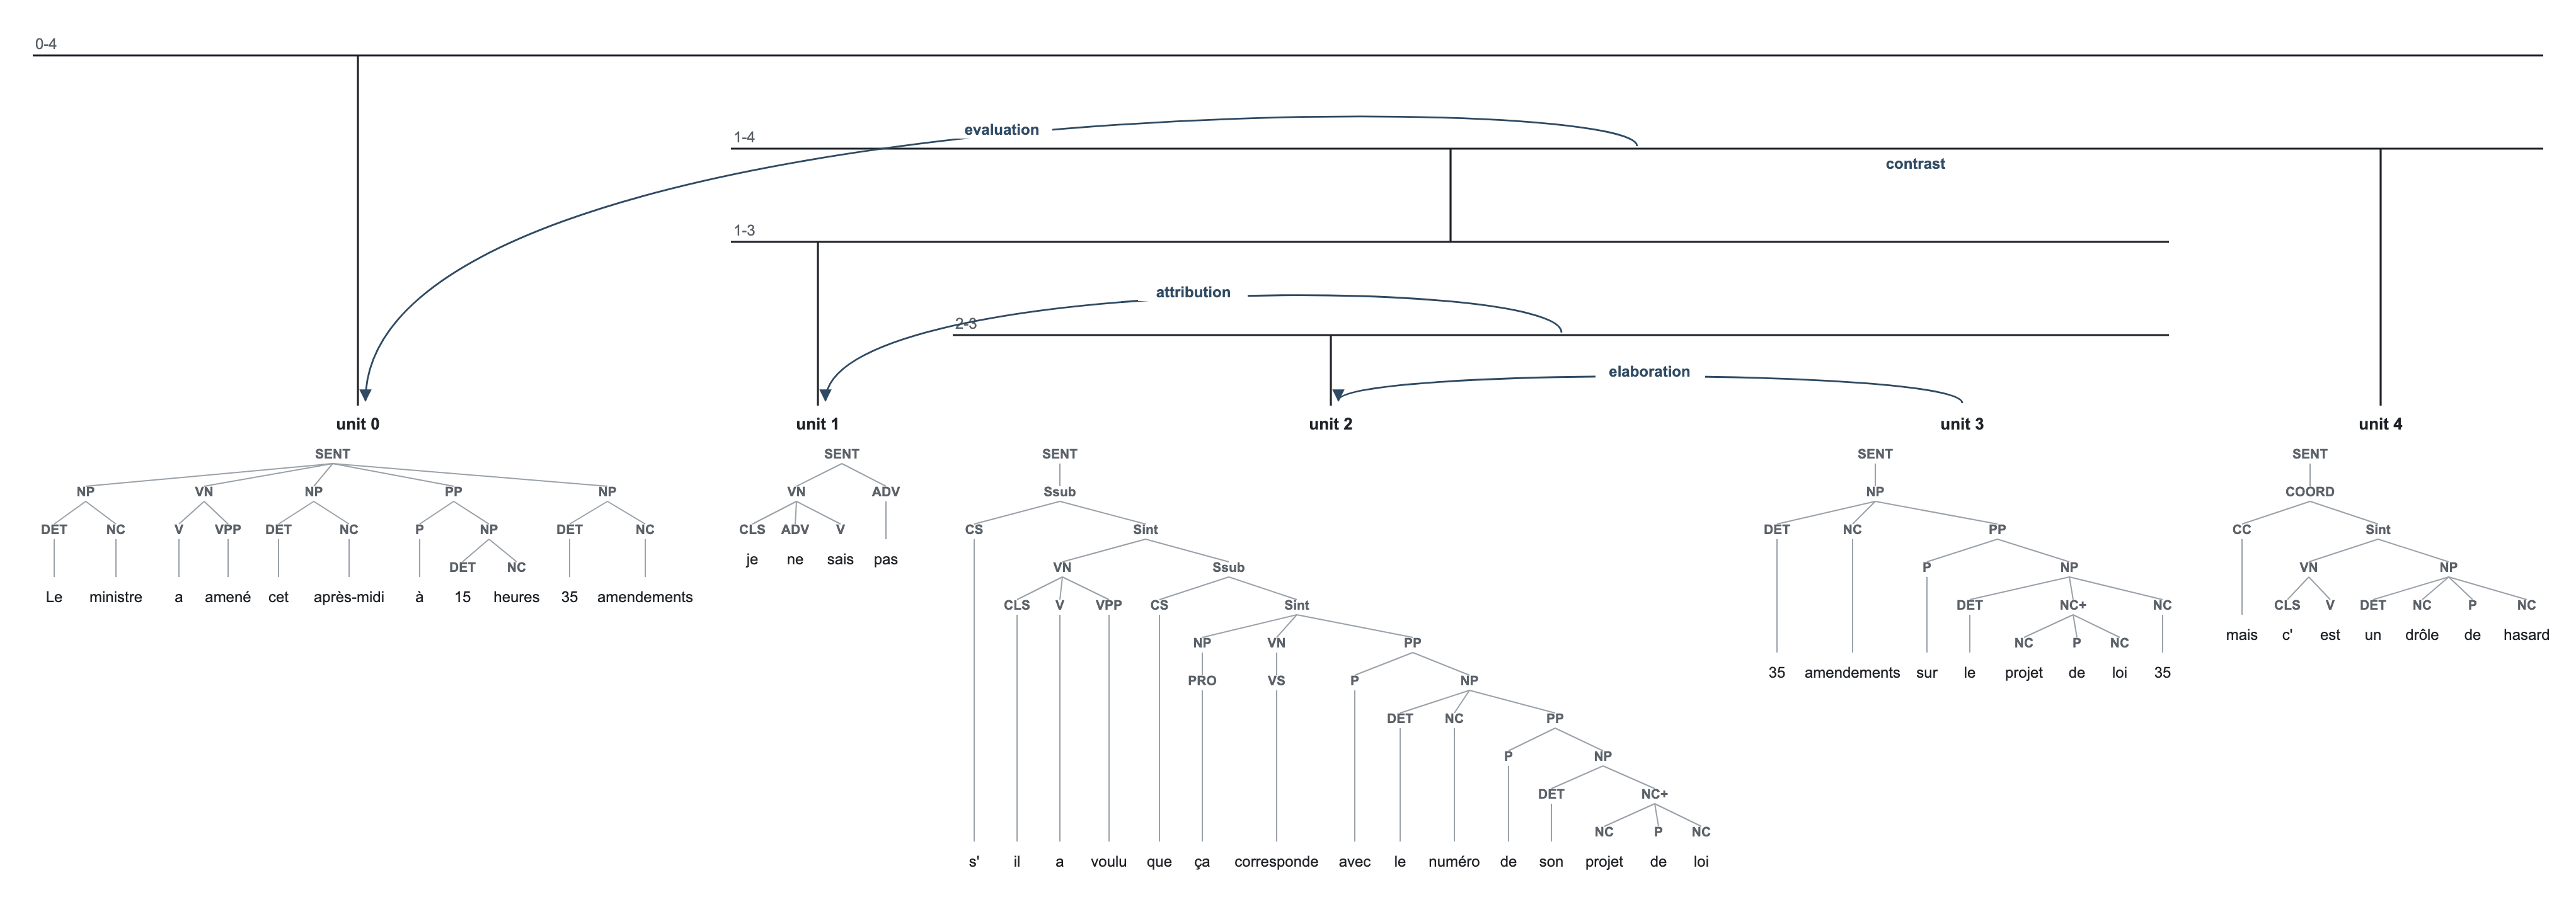 0-4
evaluation
1-4
contrast
1-3
attribution
2-3
elaboration
unit 0 unit 1 unit 2 unit 3 unit 4
SENT SENT SENT SENT SENT
NP VN NP PP NP VN ADV Ssub NP COORD
DET NC V VPP DET NC P NP DET NC CLS ADV V CS Sint DET NC PP CC Sint
je ne sais pas
DET NC VN Ssub P NP VN NP
Le ministre a amené cet après-midi à 15 heures 35 amendements
CLS V VPP CS Sint DET NC+ NC CLS V DET NC P NC
mais c' est un drôle de hasard
NP VN PP NC P NC
35 amendements sur le projet de loi 35
PRO VS P NP
DET NC PP
P NP
DET NC+
NC P NC
s' il a voulu que ça corresponde avec le numéro de son projet de loi